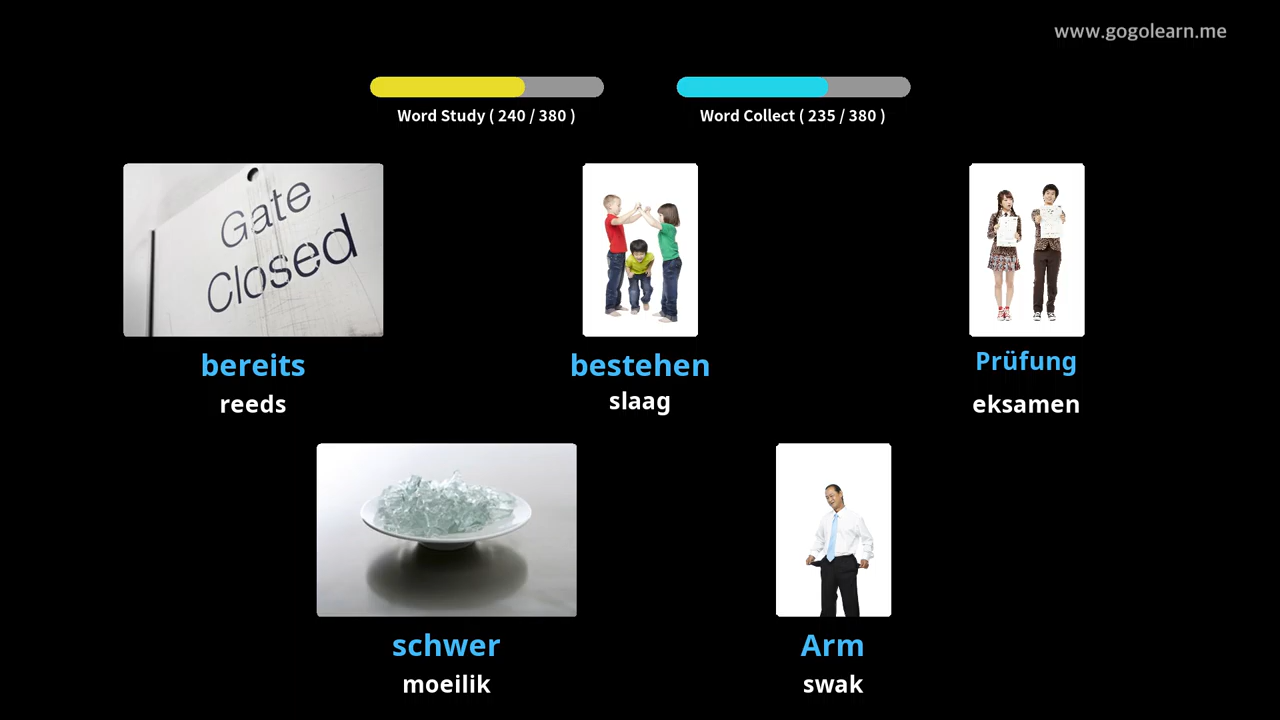 www.gogolearn.me
Word Study ( 240 / 380 )
Word Collect ( 235 / 380 )
Gate
Closed
bereits
reeds
bestehen
slaag
Prüfung
eksamen
schwer
moeilik
Arm
swak